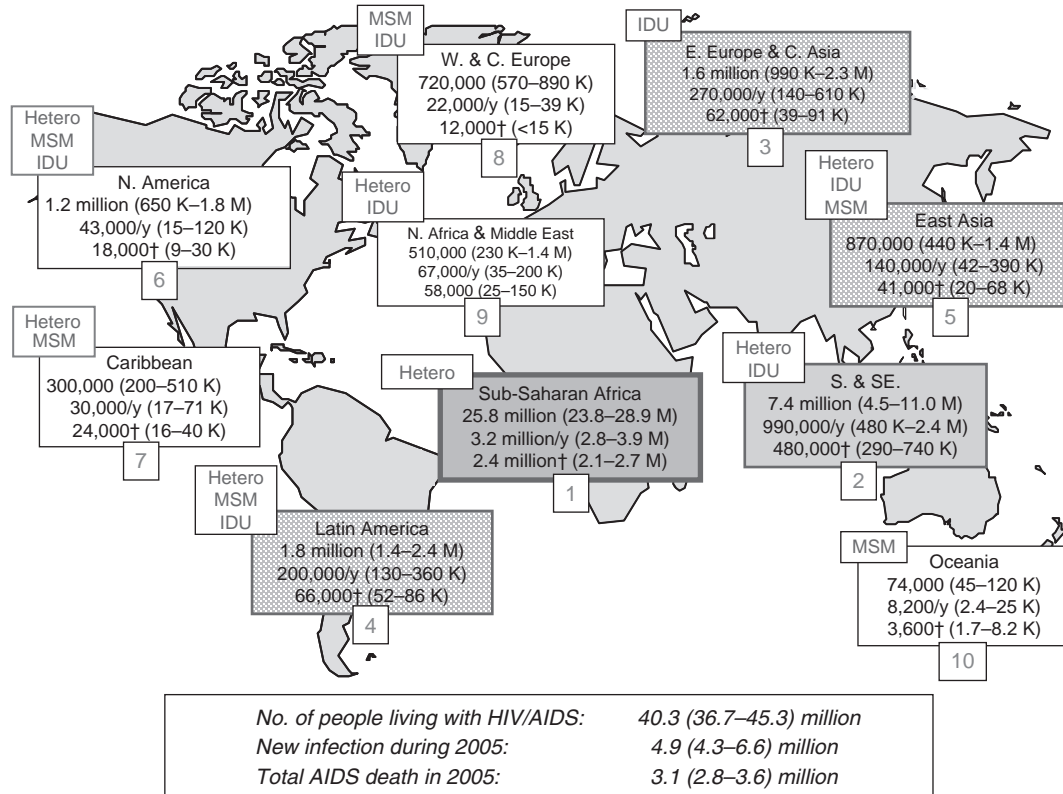 MSM
IDU
W. & C. Europe
720,000 (570–890 K)
22,000/y (15–39 K)
12,000† (<15 K)
8
IDU
E. Europe & C. Asia
1.6 million (990 K–2.3 M)
270,000/y (140–610 K)
62,000† (39–91 K)
3
Hetero
MSM
IDU
N. America
1.2 million (650 K–1.8 M)
43,000/y (15–120 K)
18,000† (9–30 K)
6
Hetero
IDU
N. Africa & Middle East
510,000 (230 K–1.4 M)
67,000/y (35–200 K)
58,000 (25–150 K)
9
Hetero
IDU
MSM
East Asia
870,000 (440 K–1.4 M)
140,000/y (42–390 K)
41,000† (20–68 K)
5
Hetero
MSM
Caribbean
300,000 (200–510 K)
30,000/y (17–71 K)
24,000† (16–40 K)
7
Hetero
Sub-Saharan Africa
25.8 million (23.8–28.9 M)
3.2 million/y (2.8–3.9 M)
2.4 million† (2.1–2.7 M)
1
Hetero
IDU
S. & SE.
7.4 million (4.5–11.0 M)
990,000/y (480 K–2.4 M)
480,000† (290–740 K)
2
Hetero
MSM
IDU
Latin America
1.8 million (1.4–2.4 M)
200,000/y (130–360 K)
66,000† (52–86 K)
4
MSM
Oceania
74,000 (45–120 K)
8,200/y (2.4–25 K)
3,600† (1.7–8.2 K)
10
No. of people living with HIV/AIDS: 40.3 (36.7–45.3) million
New infection during 2005: 4.9 (4.3–6.6) million
Total AIDS death in 2005: 3.1 (2.8–3.6) million